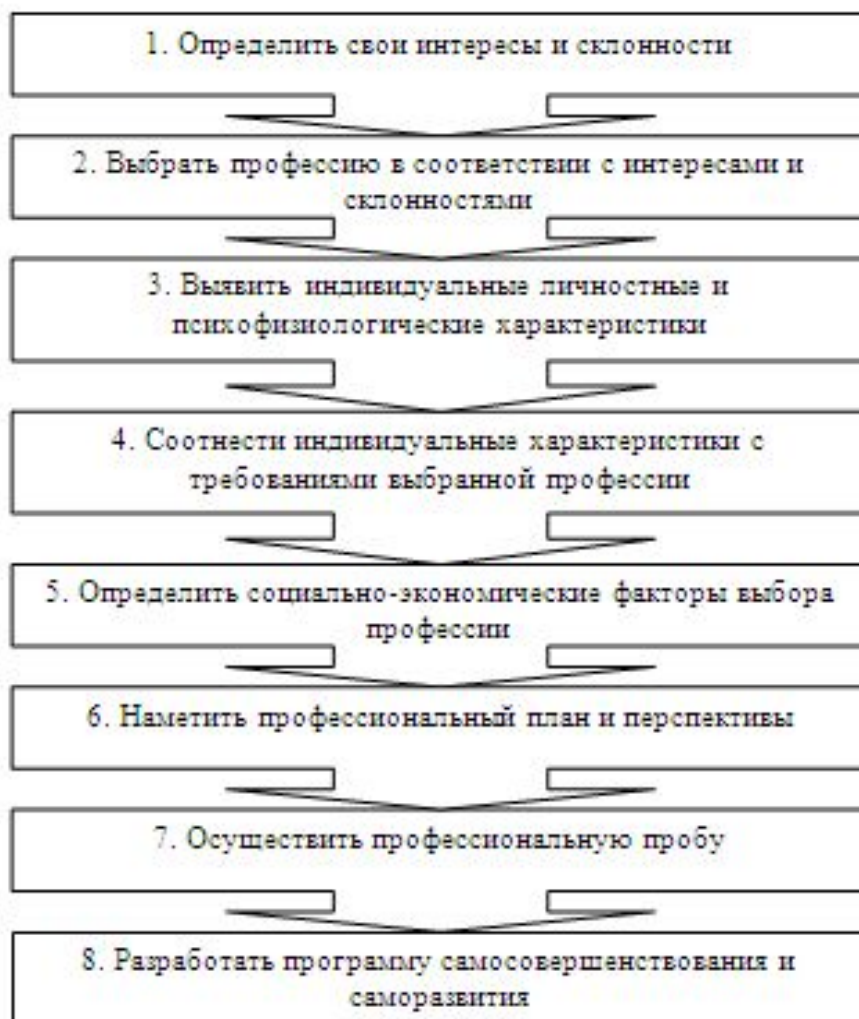 1. Определить свои интересы и склонности
2. Выбрать профессию в соответствии с интересами и
склонностями
3. Выявить индивидуальные личностные и
психофизиологические характеристики
4. Соотнести индивидуальные характеристики с
требованиями выбранной профессии
5. Определить социально-экономические факторы выбора
профессии
6. Наметить профессиональный план и перспективы
7. Осуществить профессиональную пробу
8. Разработать программу самосовершенствования и
саморазвития